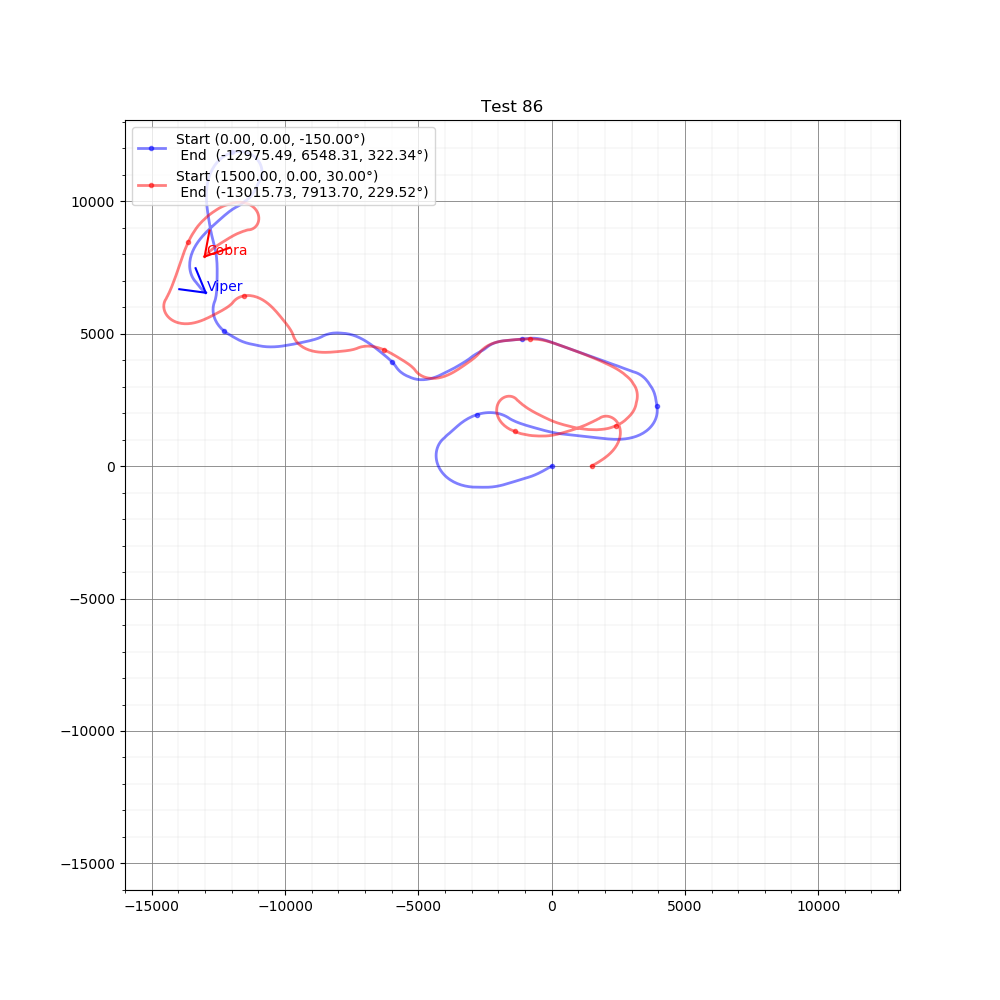 Test 86
Start (0.00, 0.00, -150.00°)
End (-12975.49, 6548.31, 322.34°)
Start (1500.00, 0.00, 30.00°)
End (-13015.73, 7913.70, 229.52°)
10000
Cobra
Viper
5000
0
−5000
−10000
−15000
−15000 −10000 −5000 0 5000 10000